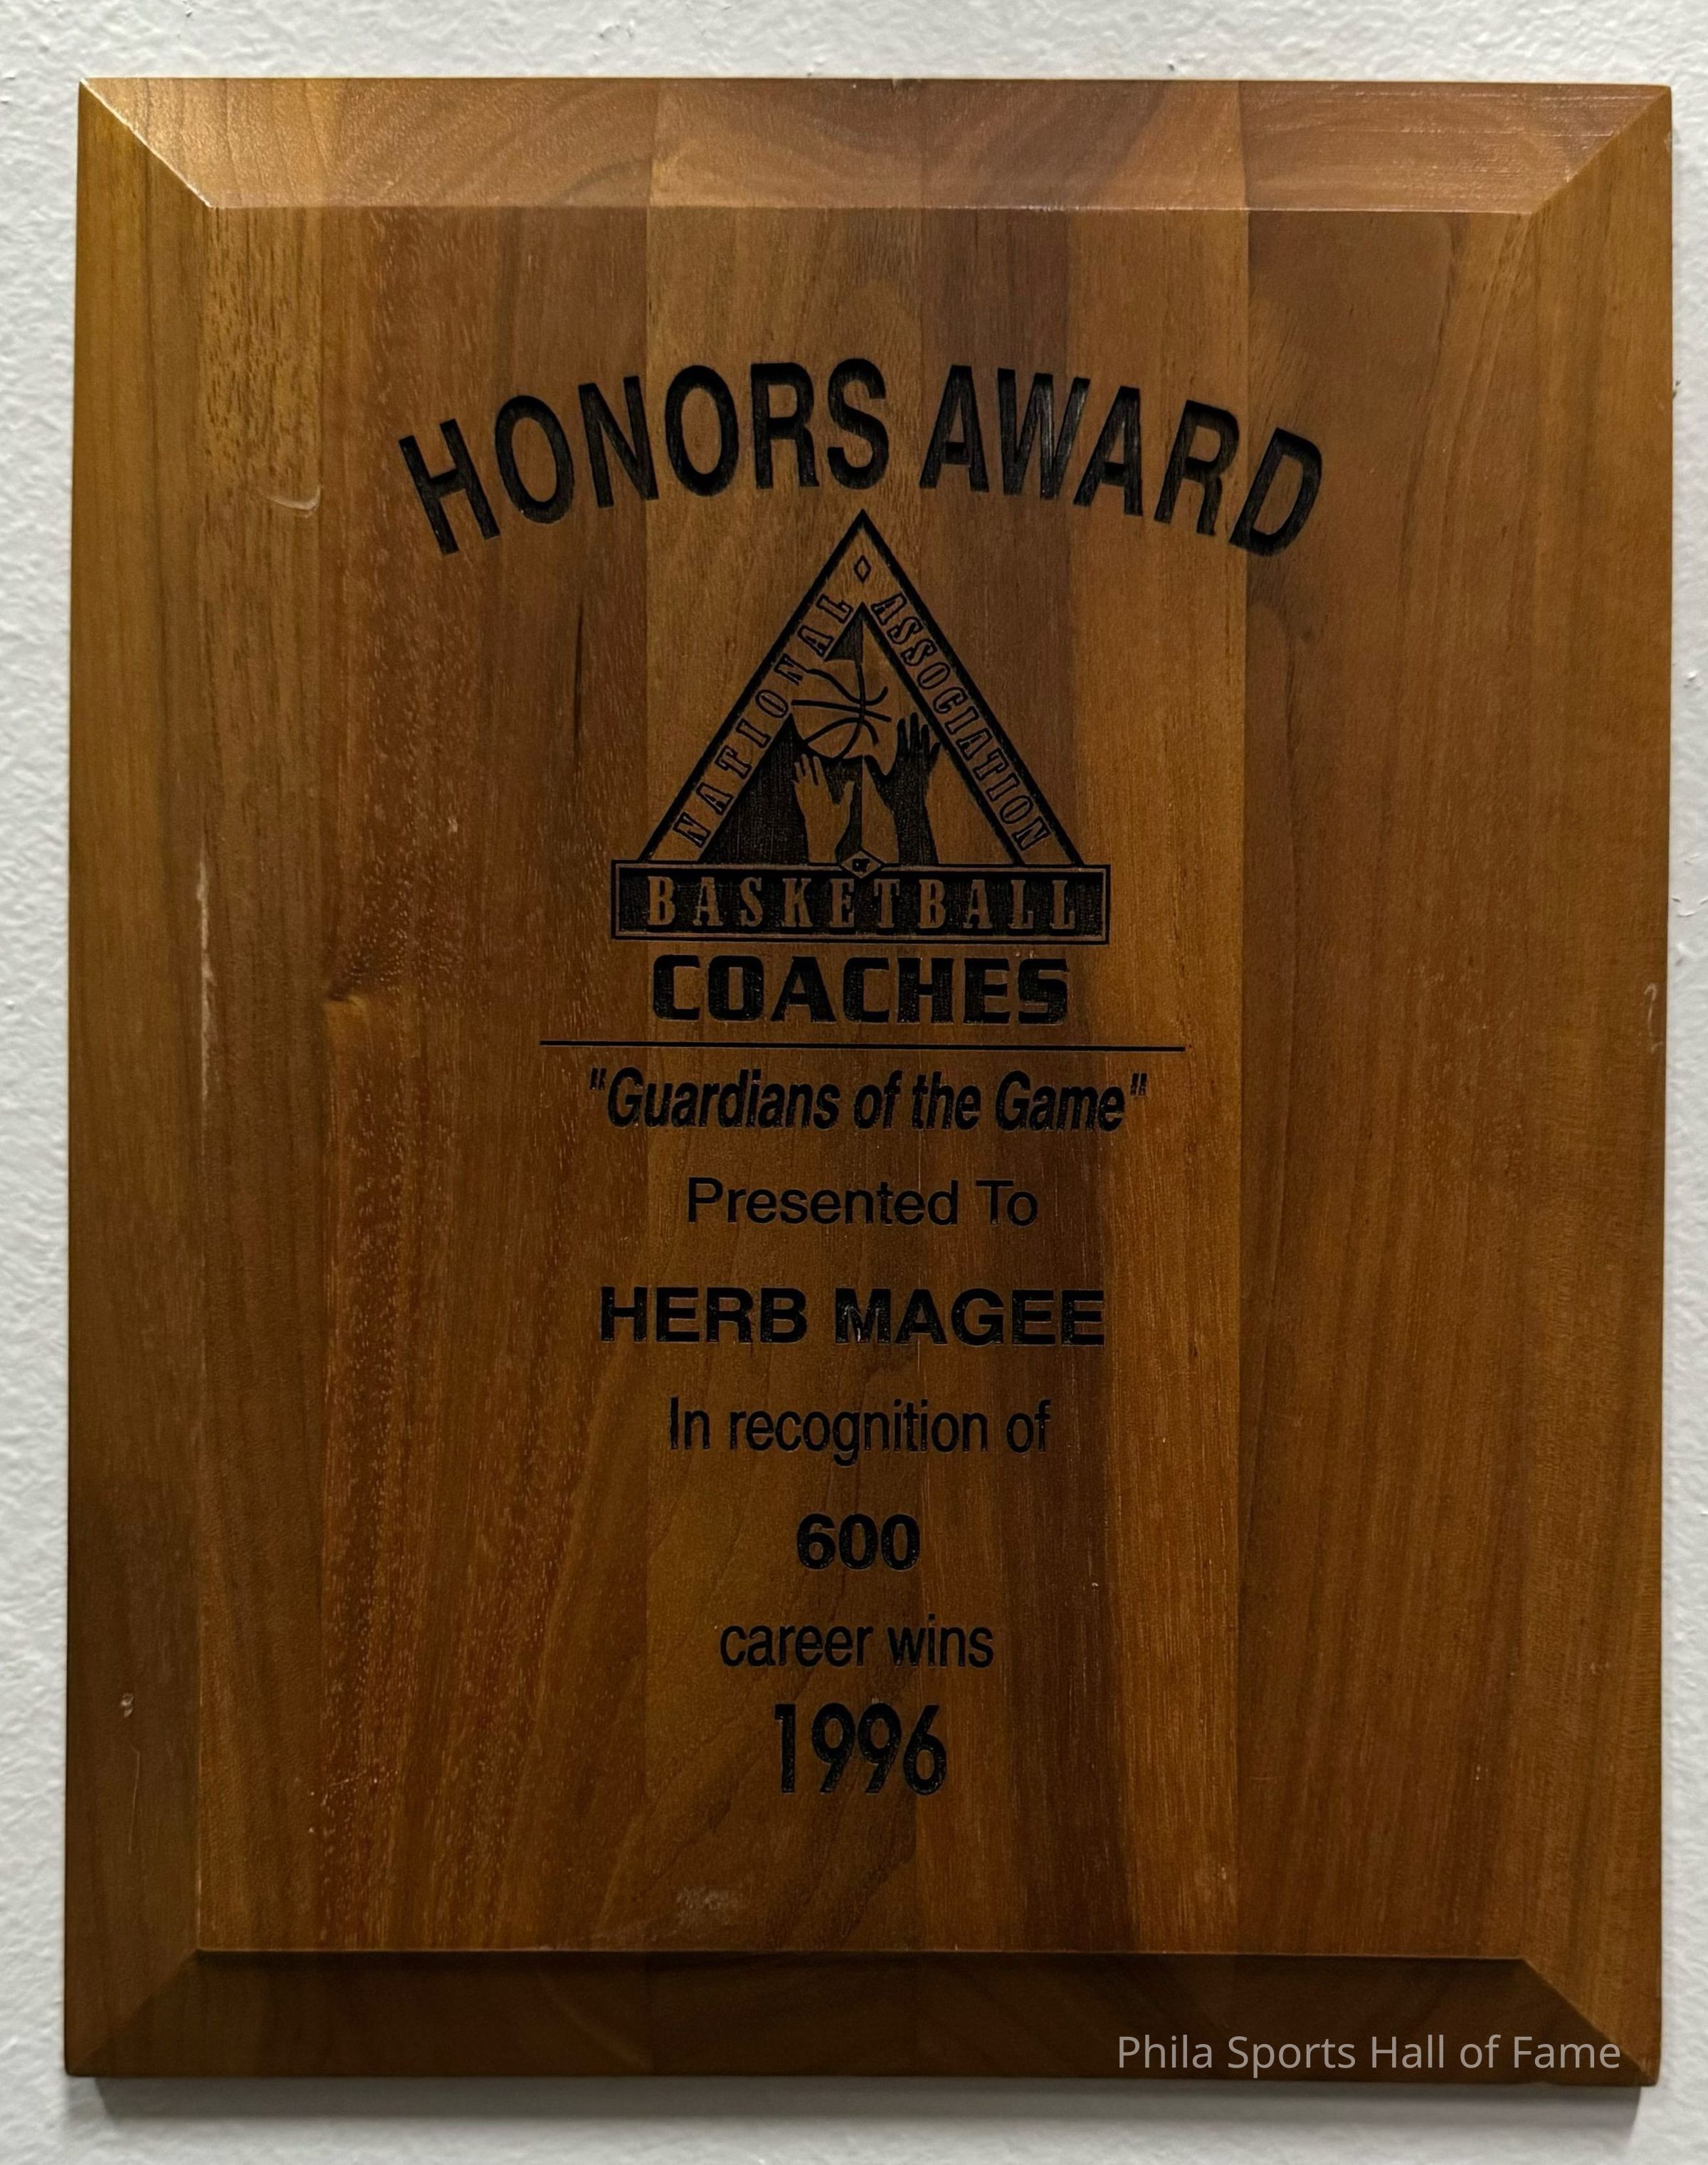 HONORS AWARD
NATIONAL ASSOCIATION
OF
BASKETBALL
COACHES
"Guardians of the Game"
Presented To
HERB MAGEE
In recognition of
600
career wins
1996
Phila Sports Hall of Fame